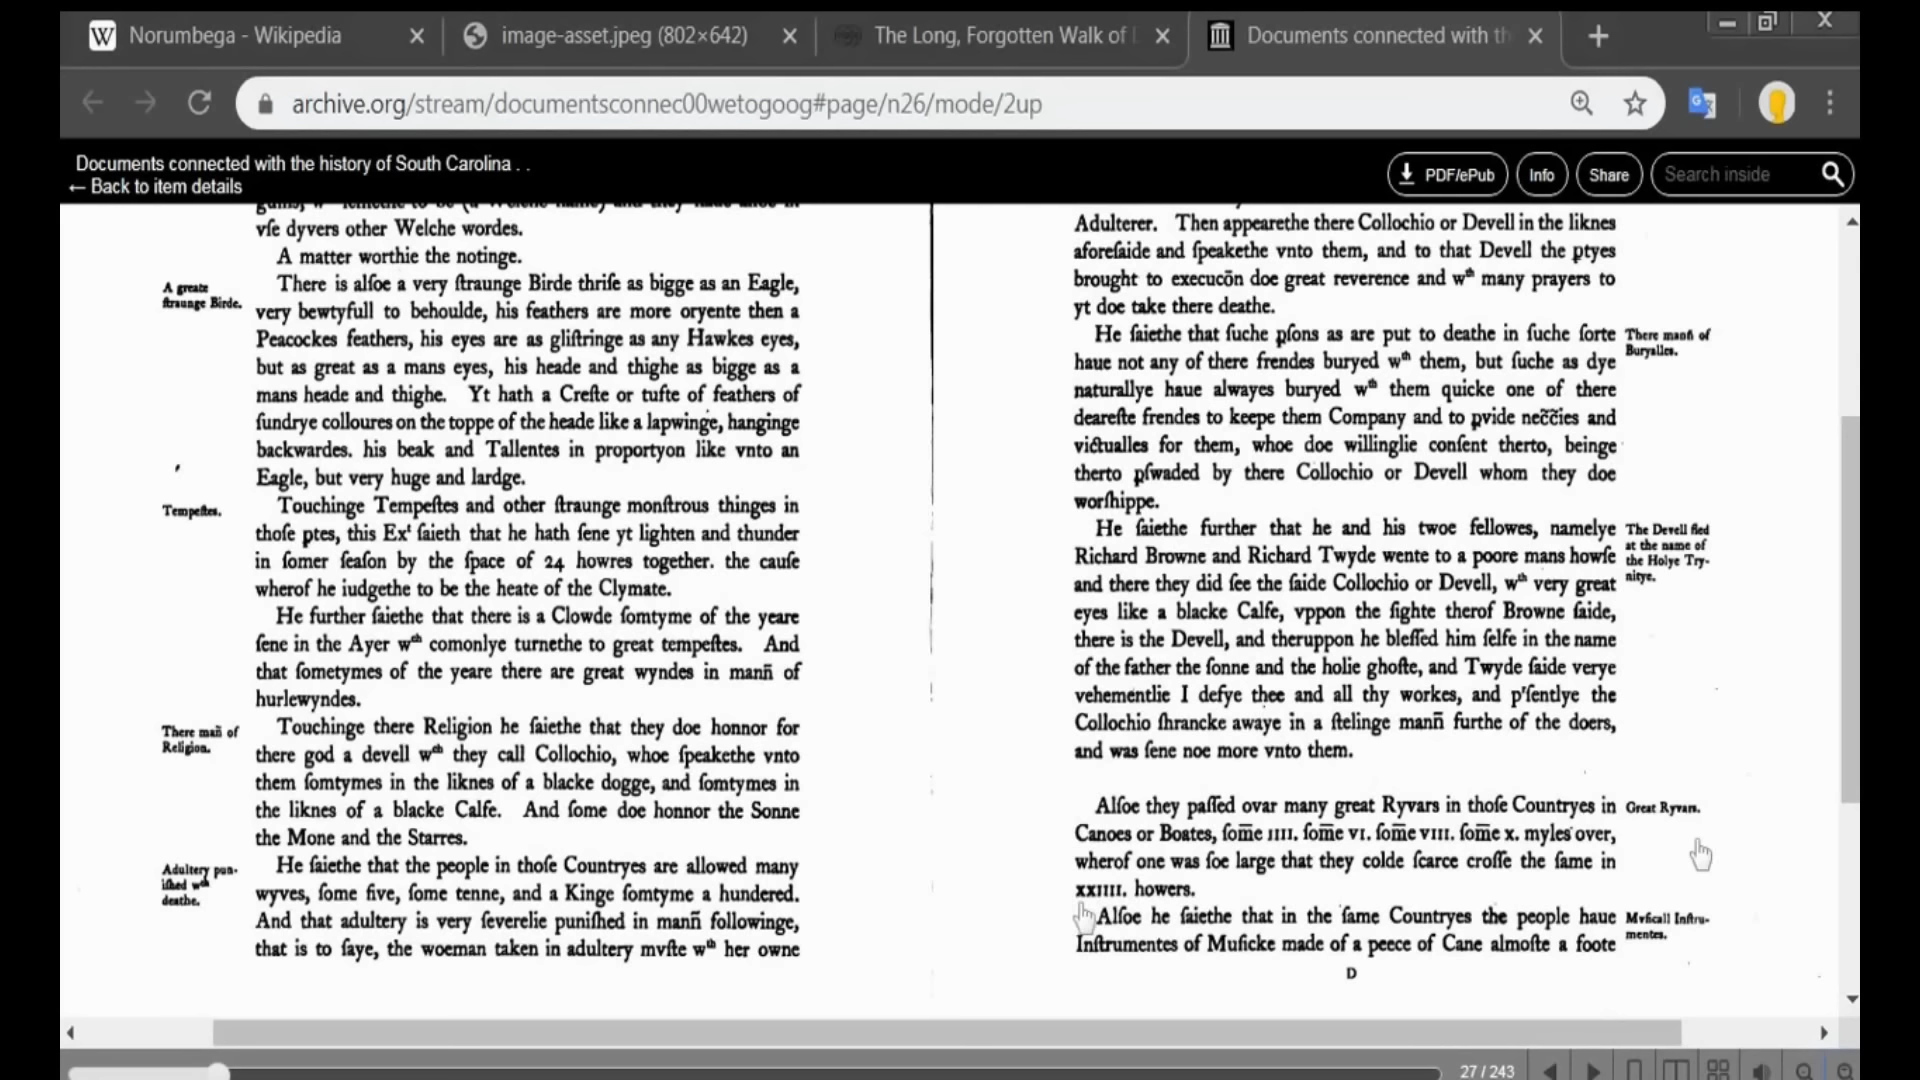 Norumbega - Wikipedia
image-asset.jpeg (802×642)
The Long, Forgotten Walk of
Documents connected with th
archive.org/stream/documentsconnec00wetogoog#page/n26/mode/2up
Documents connected with the history of South Carolina . .
← Back to item details
PDF/ePub
Info
Share
Search inside
vſe dyvers other Welche wordes.
A matter worthie the notinge.
A greate
ſtraunge Birde.
There is alſoe a very ſtraunge Birde thriſe as bigge as an Eagle,
very bewtyfull to behoulde, his feathers are more oryente then a
Peacockes feathers, his eyes are as gliſtringe as any Hawkes eyes,
but as great as a mans eyes, his heade and thighe as bigge as a
mans heade and thighe. Yt hath a Creſte or tufte of feathers of
ſundrye colloures on the toppe of the heade like a lapwinge, hanginge
backwardes. his beak and Tallentes in proportyon like vnto an
Eagle, but very huge and lardge.
Tempeſtes.
Touchinge Tempeſtes and other ſtraunge monſtrous thinges in
thoſe ptes, this Exᵗ ſaieth that he hath ſene yt lighten and thunder
in ſomer ſeaſon by the ſpace of 24 howres together. the cauſe
wherof he iudgethe to be the heate of the Clymate.
He further ſaiethe that there is a Clowde ſomtyme of the yeare
ſene in the Ayer wᵗʰ comonlye turnethe to great tempeſtes. And
that ſometymes of the yeare there are great wyndes in mann̄ of
hurlewyndes.
There man̄ of
Religion.
Touchinge there Religion he ſaiethe that they doe honnor for
there god a devell wᵗʰ they call Collochio, whoe ſpeakethe vnto
them ſomtymes in the liknes of a blacke dogge, and ſomtymes in
the liknes of a blacke Calfe. And ſome doe honnor the Sonne
the Mone and the Starres.
Adultery pun-
iſhed wᵗʰ
deathe.
He ſaiethe that the people in thoſe Countryes are allowed many
wyves, ſome five, ſome tenne, and a Kinge ſomtyme a hundered.
And that adultery is very ſeverelie puniſhed in mann̄ followinge,
that is to ſaye, the woeman taken in adultery mvſte wᵗʰ her owne
Adulterer. Then appearethe there Collochio or Devell in the liknes
aforeſaide and ſpeakethe vnto them, and to that Devell the ꝑtyes
brought to execucōn doe great reverence and wᵗʰ many prayers to
yt doe take there deathe.
He ſaiethe that ſuche ꝑſons as are put to deathe in ſuche ſorte
haue not any of there frendes buryed wᵗʰ them, but ſuche as dye
naturallye haue alwayes buryed wᵗʰ them quicke one of there
deareſte frendes to keepe them Company and to ꝑvide nec̄c̄ies and
victualles for them, whoe doe willinglie conſent therto, beinge
therto ꝑſwaded by there Collochio or Devell whom they doe
worſhippe.
There mann̄ of
Buryalles.
He ſaiethe further that he and his twoe fellowes, namelye
Richard Browne and Richard Twyde wente to a poore mans howſe
and there they did ſee the ſaide Collochio or Devell, wᵗʰ very great
eyes like a blacke Calfe, vppon the ſighte therof Browne ſaide,
there is the Devell, and theruppon he bleſſed him ſelfe in the name
of the father the ſonne and the holie ghoſte, and Twyde ſaide verye
vehementlie I defye thee and all thy workes, and p'ſentlye the
Collochio ſhrancke awaye in a ſtelinge mann̄ furthe of the doers,
and was ſene noe more vnto them.
The Devell fled
at the name of
the Holye Try-
nitye.
Alſoe they paſſed ovar many great Ryvars in thoſe Countryes in
Canoes or Boates, ſom̄e IIII. ſom̄e VI. ſom̄e VIII. ſom̄e X. myles over,
wherof one was ſoe large that they colde ſcarce croſſe the ſame in
XXIIII. howers.
Great Ryvars.
Alſoe he ſaiethe that in the ſame Countryes the people haue
Inſtrumentes of Muſicke made of a peece of Cane almoſte a foote
Mvſicall Inſtru-
mentes.
D
27 / 243